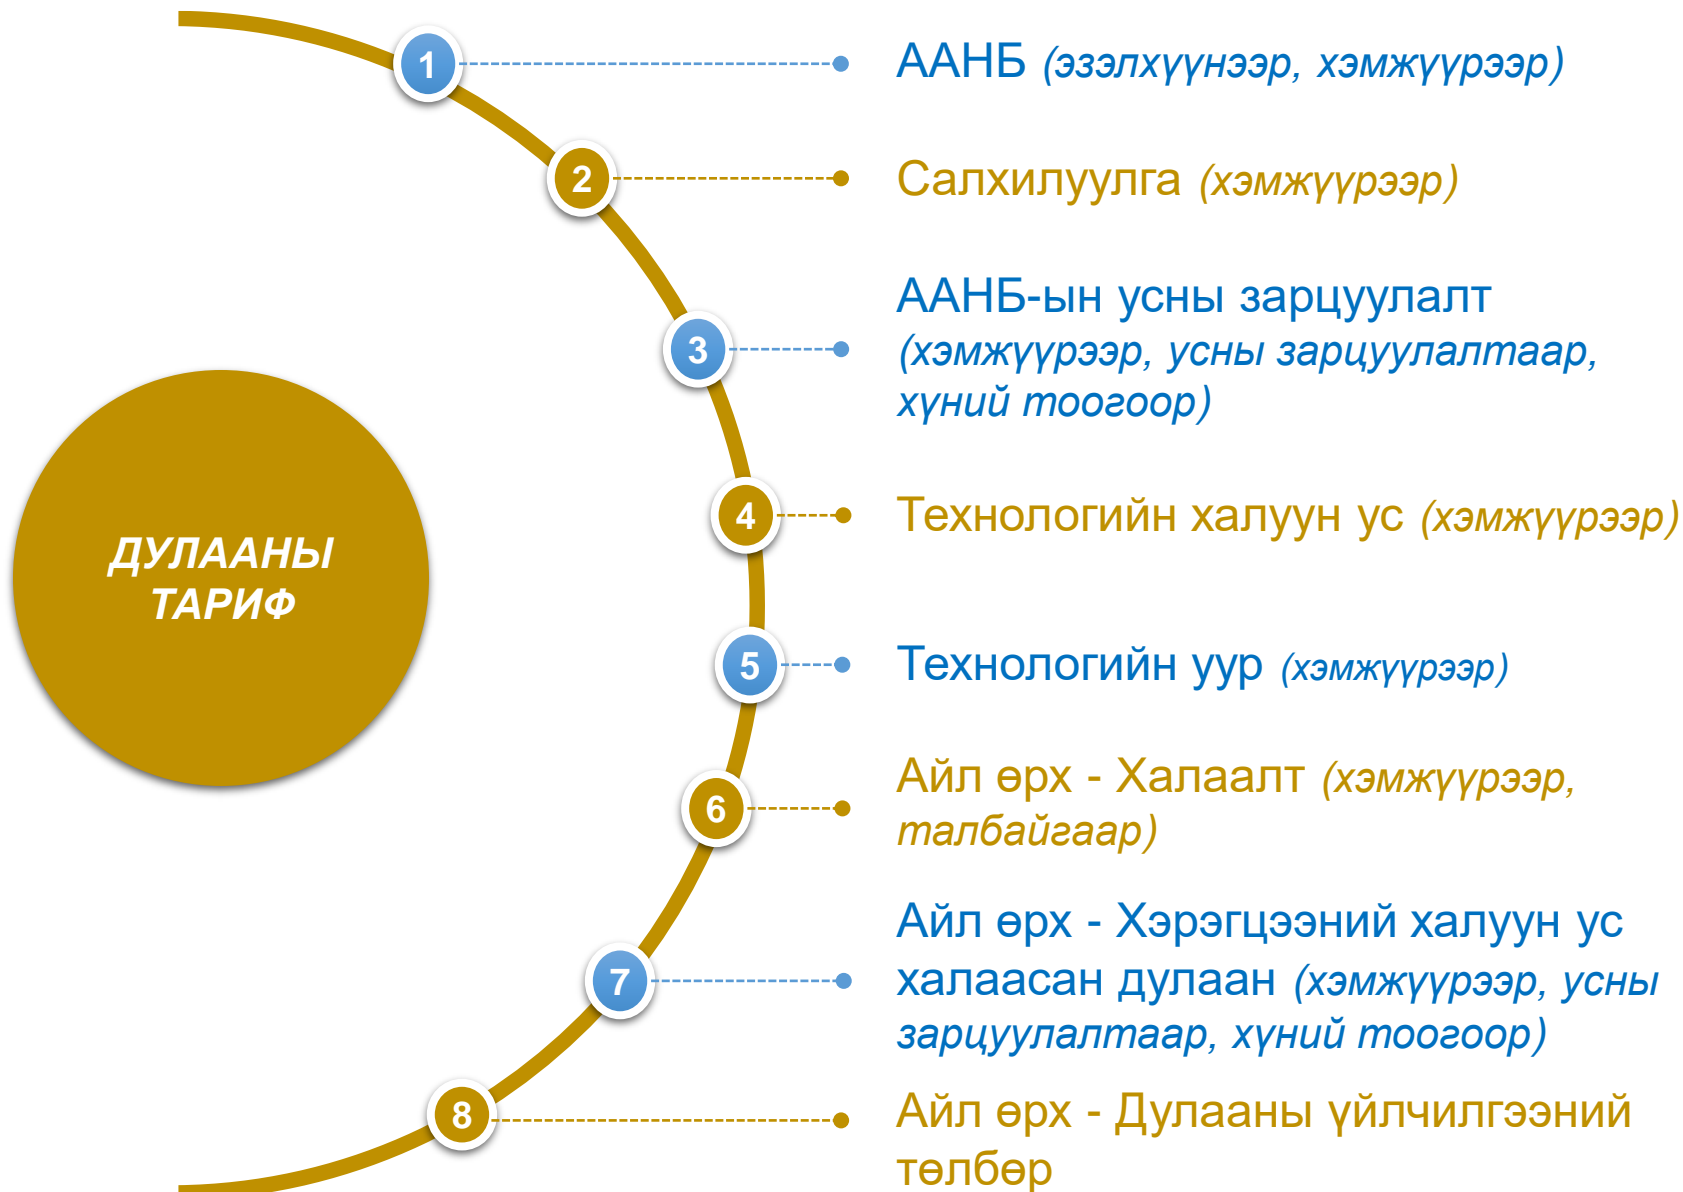 1
ААНБ (эзэлхүүнээр, хэмжүүрээр)
2
Салхилуулга (хэмжүүрээр)
3
ААНБ-ын усны зарцуулалт
(хэмжүүрээр, усны зарцуулалтаар,
хүний тоогоор)
4
Технологийн халуун ус (хэмжүүрээр)
ДУЛААНЫ
ТАРИФ
5
Технологийн уур (хэмжүүрээр)
6
Айл өрх - Халаалт (хэмжүүрээр,
талбайгаар)
7
Айл өрх - Хэрэгцээний халуун ус
халаасан дулаан (хэмжүүрээр, усны
зарцуулалтаар, хүний тоогоор)
8
Айл өрх - Дулааны үйлчилгээний
төлбөр